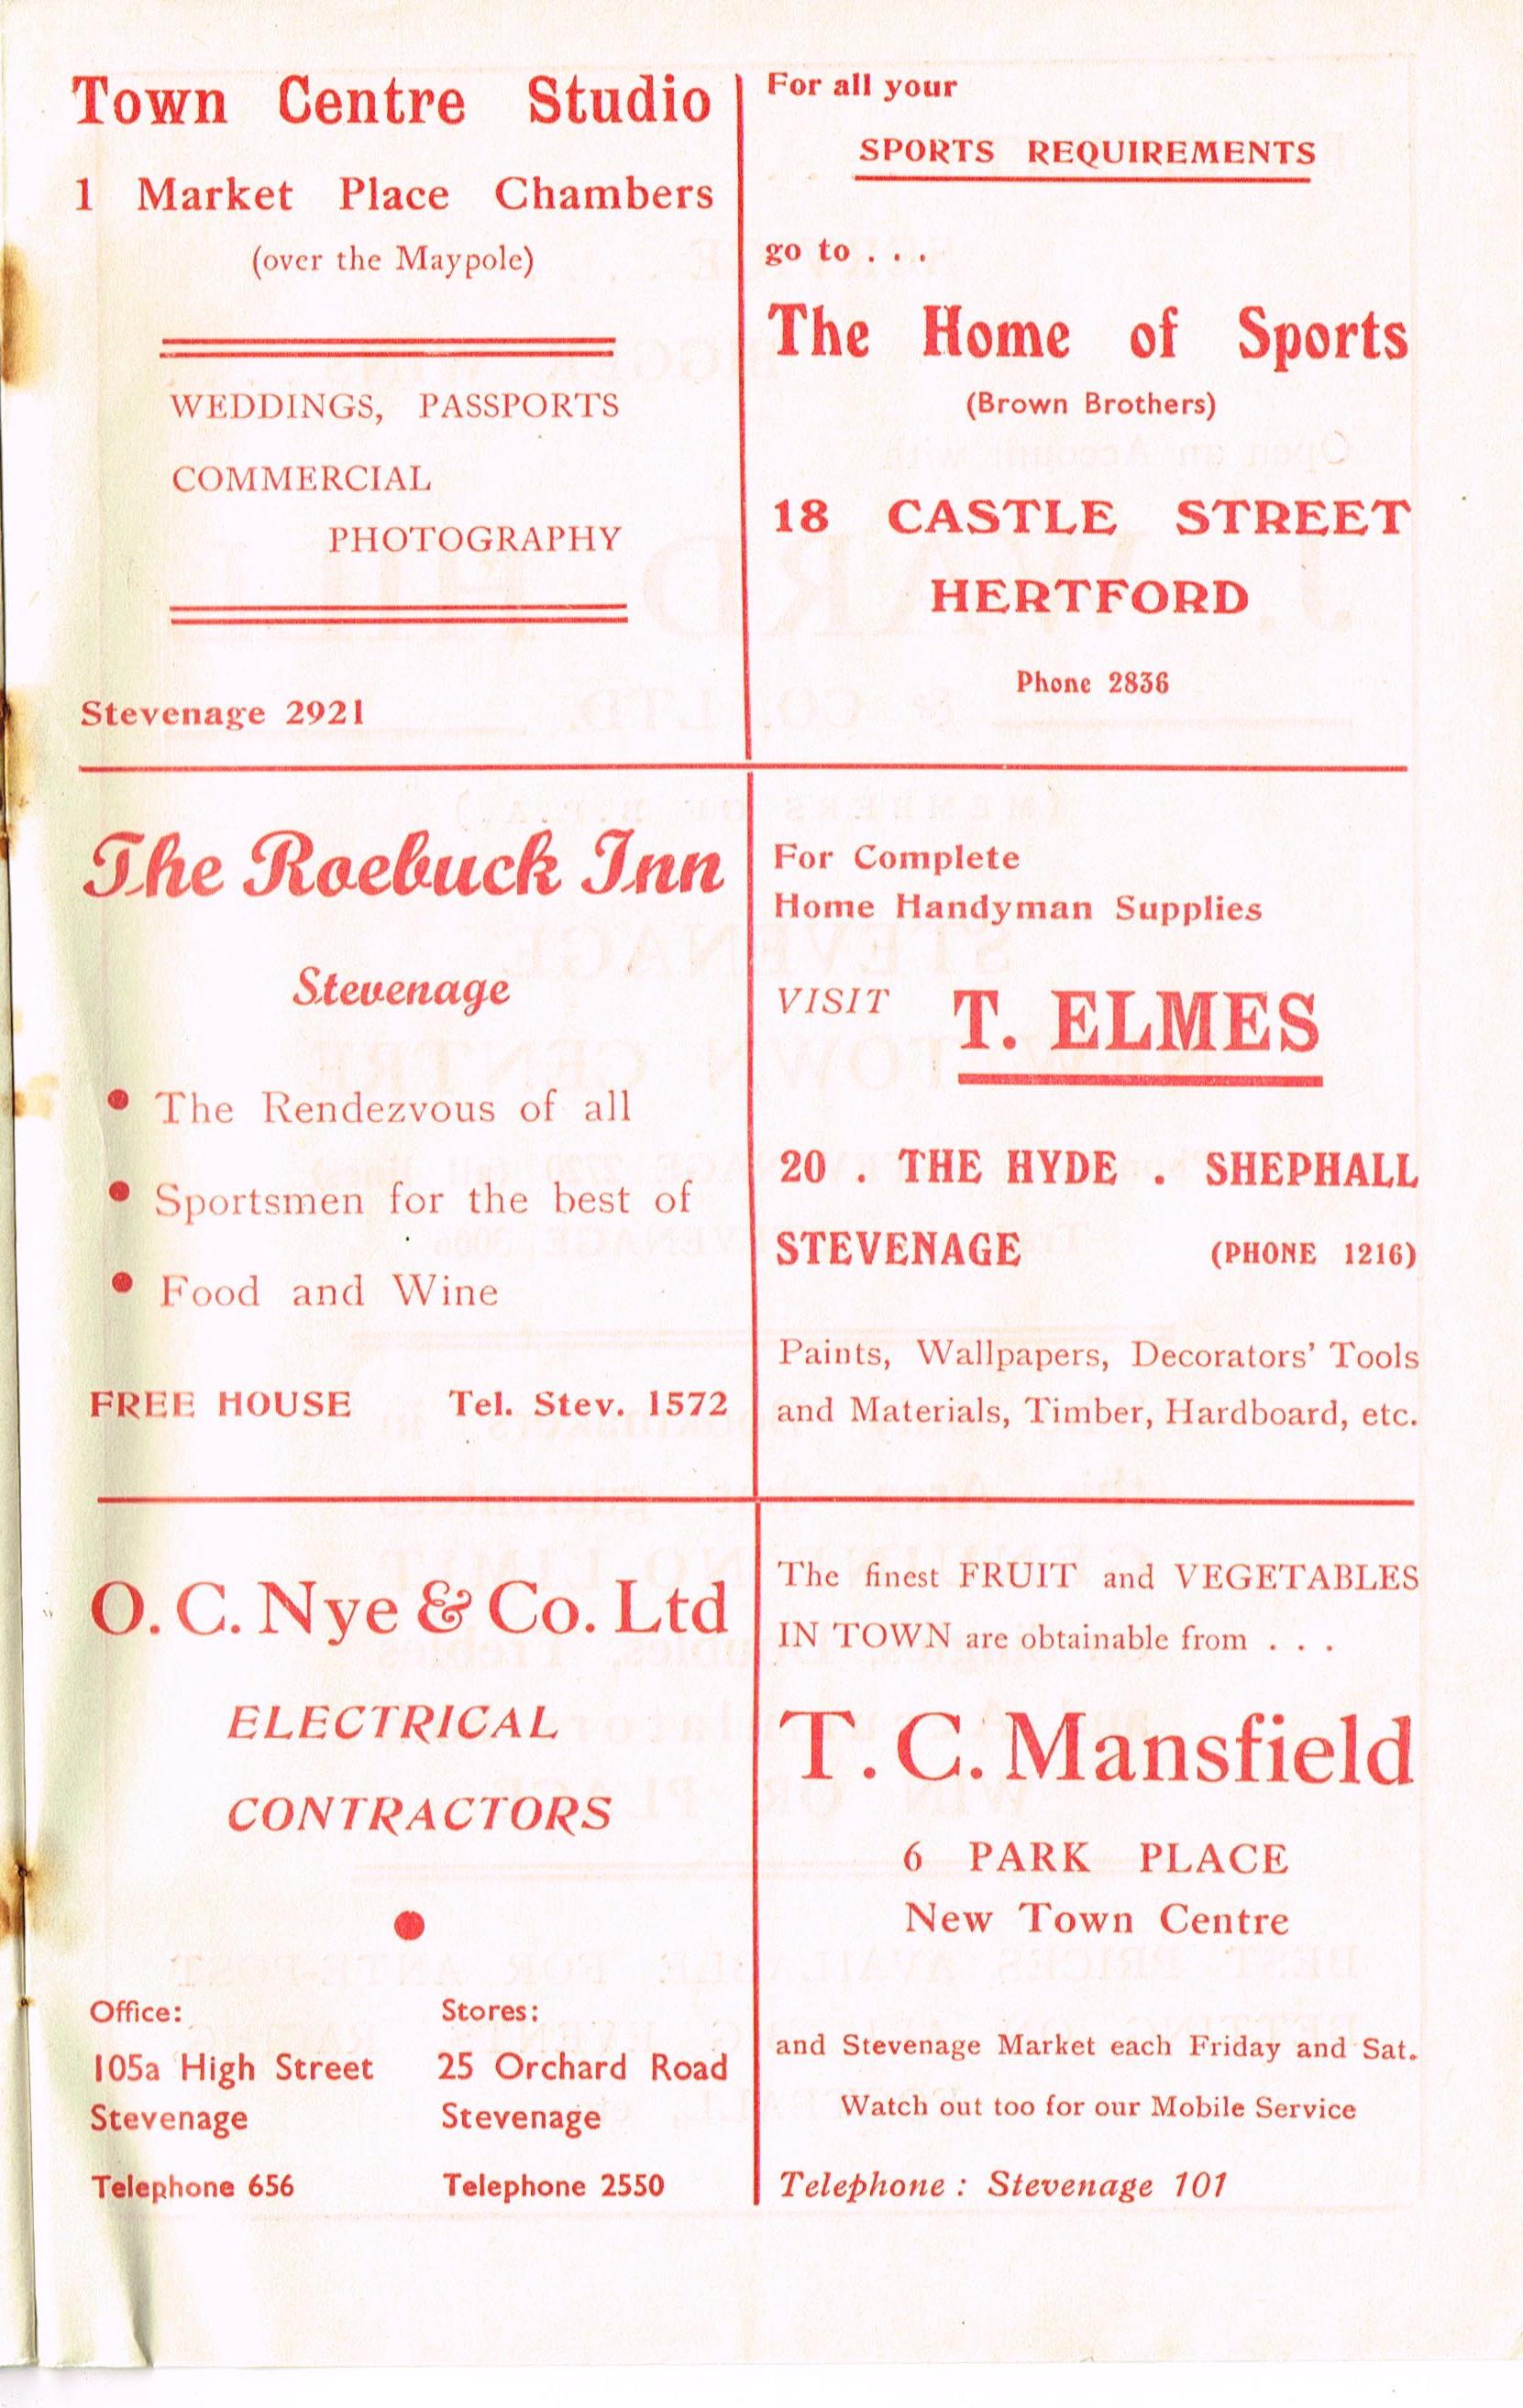 Town Centre Studio
1 Market Place Chambers
(over the Maypole)
WEDDINGS, PASSPORTS
COMMERCIAL
PHOTOGRAPHY
Stevenage 2921
For all your
SPORTS REQUIREMENTS
go to . . .
The Home of Sports
(Brown Brothers)
18 CASTLE STREET
HERTFORD
Phone 2836
The Roebuck Inn
Stevenage
• The Rendezvous of all
• Sportsmen for the best of
• Food and Wine
FREE HOUSE Tel. Stev. 1572
For Complete
Home Handyman Supplies
VISIT T. ELMES
20 . THE HYDE . SHEPHALL
STEVENAGE (PHONE 1216)
Paints, Wallpapers, Decorators' Tools
and Materials, Timber, Hardboard, etc.
O. C. Nye & Co. Ltd
ELECTRICAL
CONTRACTORS
Office:
105a High Street
Stevenage
Telephone 656
Stores:
25 Orchard Road
Stevenage
Telephone 2550
The finest FRUIT and VEGETABLES
IN TOWN are obtainable from . . .
T. C. Mansfield
6 PARK PLACE
New Town Centre
and Stevenage Market each Friday and Sat.
Watch out too for our Mobile Service
Telephone : Stevenage 101